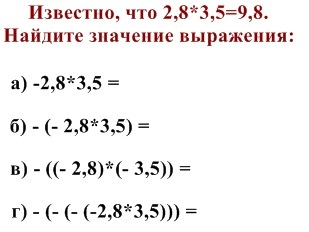 Известно, что 2,8*3,5=9,8.
Найдите значение выражения:
а) -2,8*3,5 =
б) - (- 2,8*3,5) =
в) - ((- 2,8)*(- 3,5)) =
г) - (- (- (-2,8*3,5))) =